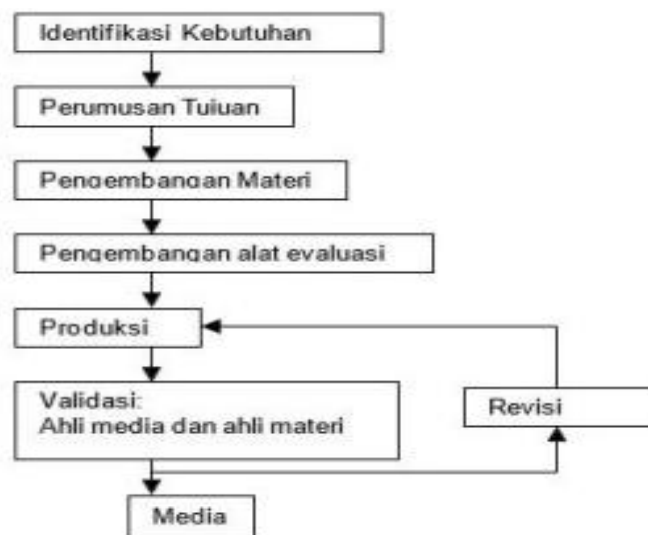 Identifikasi Kebutuhan
Perumusan Tujuan
Pengembangan Materi
Pengembangan alat evaluasi
Produksi
Validasi:
Ahli media dan ahli materi
Revisi
Media